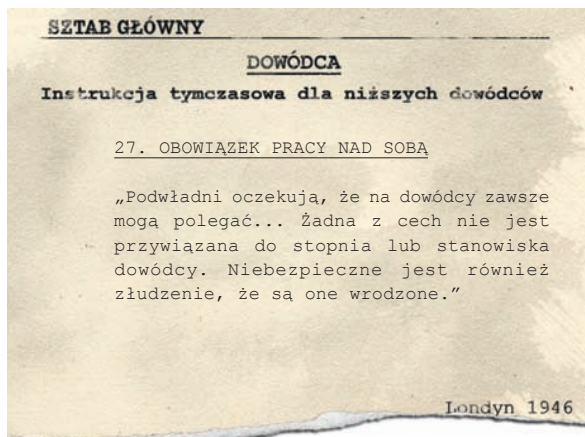 SZTAB GŁÓWNY
DOWÓDCA
Instrukcja tymczasowa dla niższych dowódców
27. OBOWIĄZEK PRACY NAD SOBĄ
„Podwładni oczekują, że na dowódcy zawsze
mogą polegać... Żadna z cech nie jest
przywiązana do stopnia lub stanowiska
dowódcy. Niebezpieczne jest również
złudzenie, że są one wrodzone.”
Londyn 1946